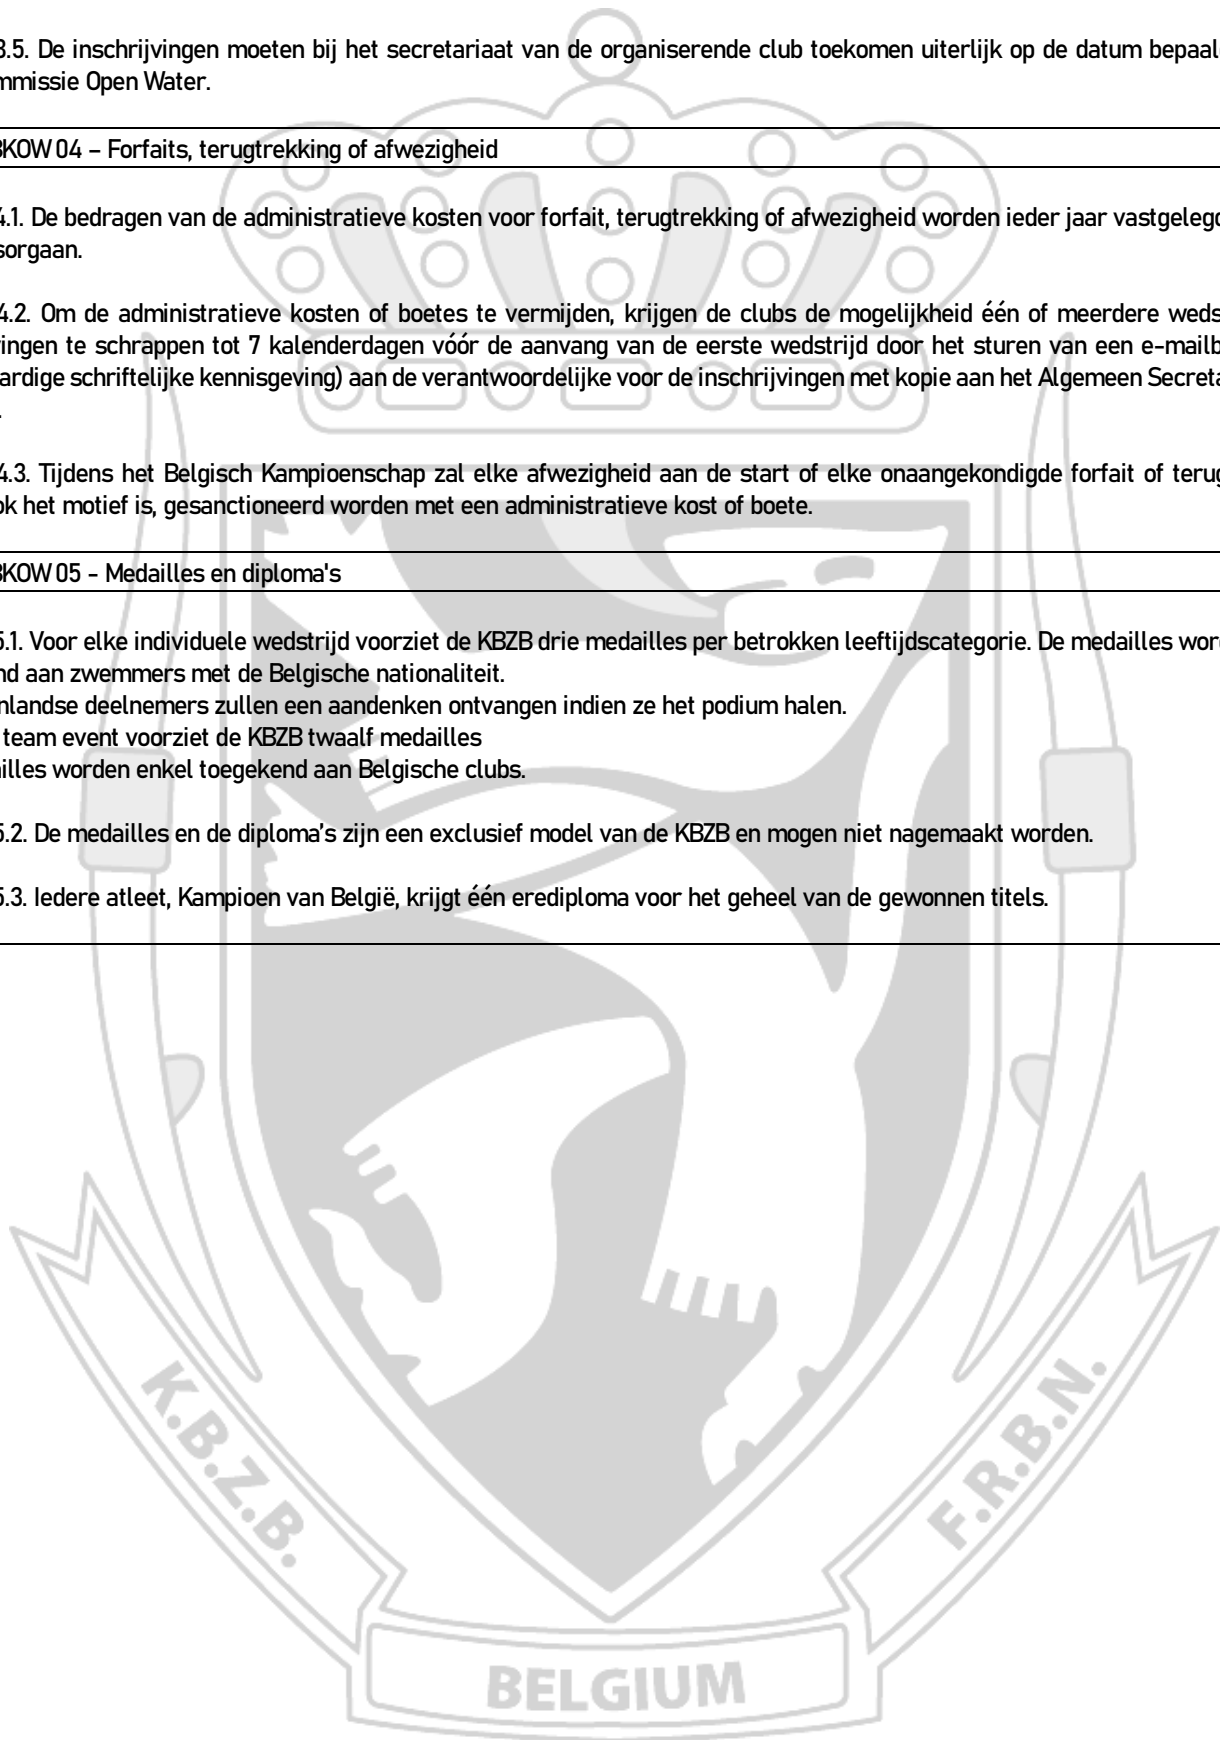 3.5. De inschrijvingen moeten bij het secretariaat van de organiserende club toekomen uiterlijk op de datum bepaal
mmissie Open Water.
BKOW 04 – Forfaits, terugtrekking of afwezigheid
4.1. De bedragen van de administratieve kosten voor forfait, terugtrekking of afwezigheid worden ieder jaar vastgelegd
sorgaan.
4.2. Om de administratieve kosten of boetes te vermijden, krijgen de clubs de mogelijkheid één of meerdere weds
ingen te schrappen tot 7 kalenderdagen vóór de aanvang van de eerste wedstrijd door het sturen van een e-mailb
ardige schriftelijke kennisgeving) aan de verantwoordelijke voor de inschrijvingen met kopie aan het Algemeen Secreta
.
4.3. Tijdens het Belgisch Kampioenschap zal elke afwezigheid aan de start of elke onaangekondigde forfait of terug
ok het motief is, gesanctioneerd worden met een administratieve kost of boete.
BKOW 05 - Medailles en diploma's
5.1. Voor elke individuele wedstrijd voorziet de KBZB drie medailles per betrokken leeftijdscategorie. De medailles wor
nd aan zwemmers met de Belgische nationaliteit.
nlandse deelnemers zullen een aandenken ontvangen indien ze het podium halen.
team event voorziet de KBZB twaalf medailles
illes worden enkel toegekend aan Belgische clubs.
5.2. De medailles en de diploma’s zijn een exclusief model van de KBZB en mogen niet nagemaakt worden.
5.3. Iedere atleet, Kampioen van België, krijgt één erediploma voor het geheel van de gewonnen titels.
K.B.Z.B.
F.R.B.N.
BELGIUM